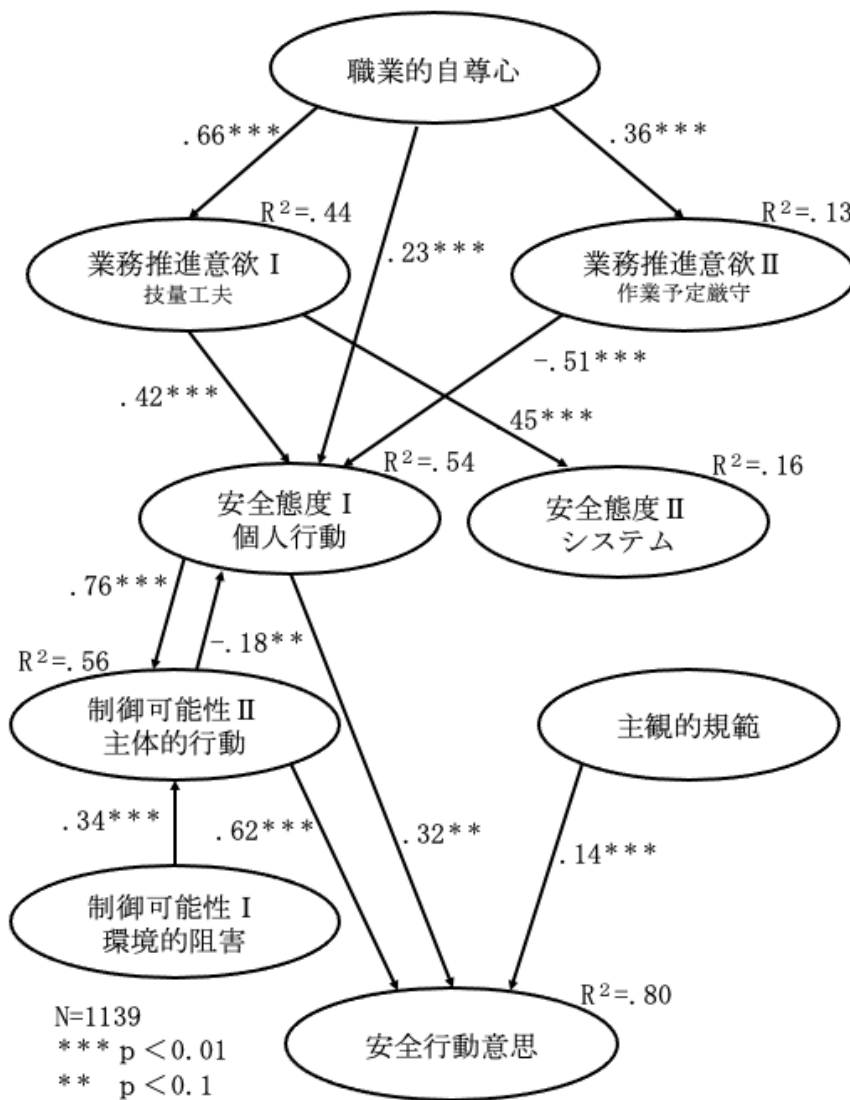 職業的自尊心
.66***
.36***
R²=.44
R²=.13
.23***
業務推進意欲Ⅰ
技量工夫
業務推進意欲Ⅱ
作業予定厳守
-.51***
.42***
45***
R²=.54
R²=.16
安全態度Ⅰ
個人行動
安全態度Ⅱ
システム
.76***
-.18**
R²=.56
制御可能性Ⅱ
主体的行動
主観的規範
.34***
.62***
.32**
.14***
制御可能性Ⅰ
環境的阻害
R²=.80
安全行動意思
N=1139
*** p<0.01
** p<0.1